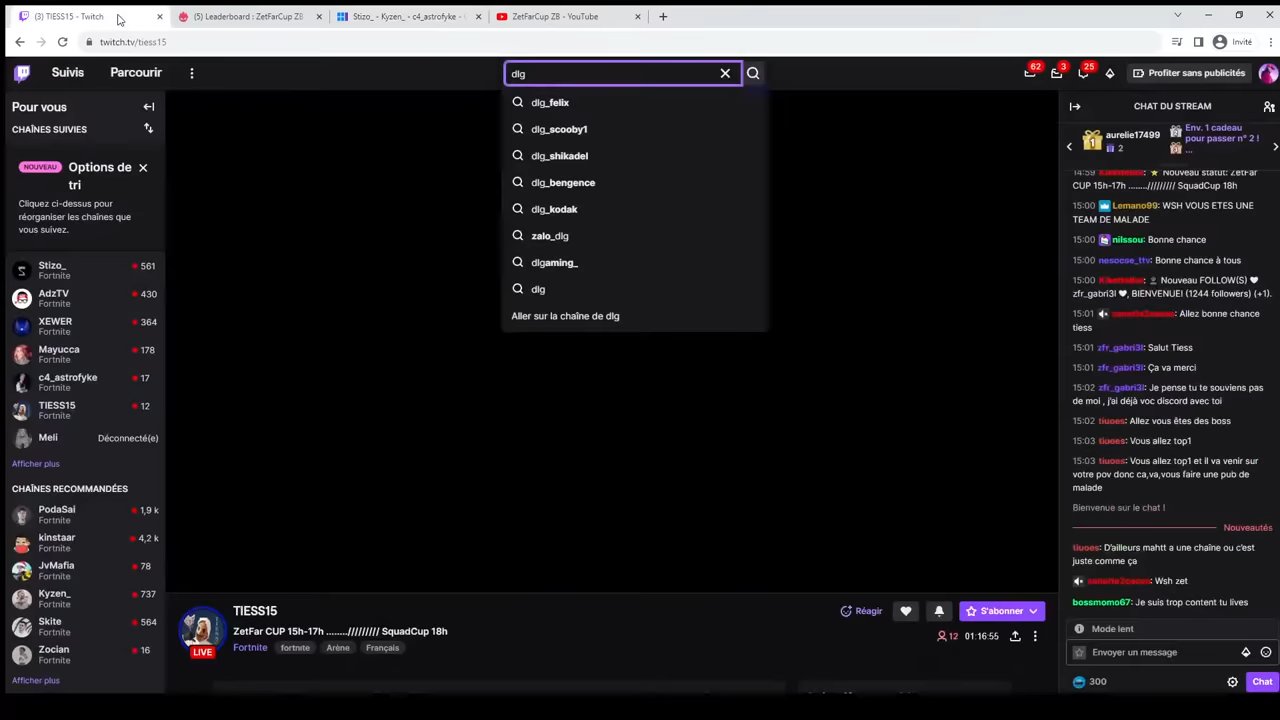 (3) TIESS15 - Twitch
(5) Leaderboard : ZetFarCup ZB
Stizo_ - Kyzen_ - c4_astrofyke -
ZetFarCup ZB - YouTube
twitch.tv/tiess15
Invité
Suivis
Parcourir
dlg
62
3
25
Profiter sans publicités
Pour vous
CHAÎNES SUIVIES
NOUVEAU
Options de
tri
Cliquez ci-dessus pour
réorganiser les chaînes que
vous suivez.
Stizo_
561
Fortnite
AdzTV
430
Fortnite
XEWER
364
Fortnite
Mayucca
178
Fortnite
c4_astrofyke
17
Fortnite
TIESS15
12
Fortnite
Meli
Déconnecté(e)
Afficher plus
CHAÎNES RECOMMANDÉES
PodaSai
1,9 k
Fortnite
kinstaar
4,2 k
Fortnite
JvMafia
78
Fortnite
Kyzen_
737
Fortnite
Skite
564
Fortnite
Zocian
16
Fortnite
Afficher plus
dlg_felix
dlg_scooby1
dlg_shikadel
dlg_bengence
dlg_kodak
zalo_dlg
dlgaming_
dlg
Aller sur la chaîne de dlg
TIESS15
LIVE
ZetFar CUP 15h-17h ......../////////// SquadCup 18h
Fortnite
fortnite
Arène
Français
Réagir
S'abonner
12
01:16:55
CHAT DU STREAM
1
aurelie17499
2
Env. 1 cadeau
pour passer n° 2 !
...
14:59
Nouveau statut: ZetFar
CUP 15h-17h ......../////////// SquadCup 18h
15:00 Lemano99: WSH VOUS ETES UNE
TEAM DE MALADE
15:00 nilssou: Bonne chance
15:00 nesocse_ttv: Bonne chance à tous
15:00
Nouveau FOLLOW(S)
zfr_gabri3l, BIENVENUE! (1244 followers) (+1).
15:01
Allez bonne chance
tiess
15:01 zfr_gabri3l: Salut Tiess
15:01 zfr_gabri3l: Ça va merci
15:02 zfr_gabri3l: Je pense tu te souviens pas
de moi , j'ai déjà voc discord avec toi
15:02 tiuoes: Allez vous êtes des boss
15:03 tiuoes: Vous allez top1
15:03 tiuoes: Vous allez top1 et il va venir sur
votre pov donc ca,va,vous faire une pub de
malade
Bienvenue sur le chat !
Nouveautés
tiuoes: D'ailleurs mahtt a une chaîne ou c'est
juste comme ça
Wsh zet
bossmomo67: Je suis trop content tu lives
Mode lent
Envoyer un message
300
Chat